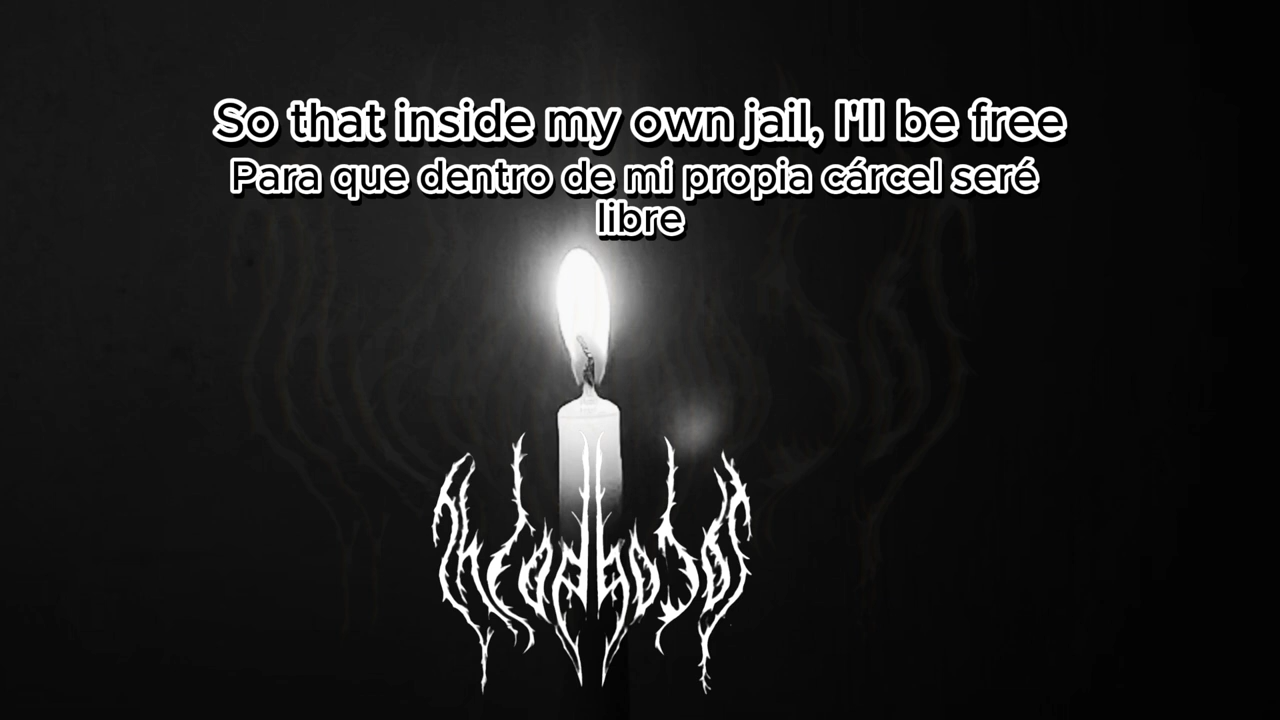 So that inside my own jail, I'll be free
Para que dentro de mi propia cárcel seré
libre